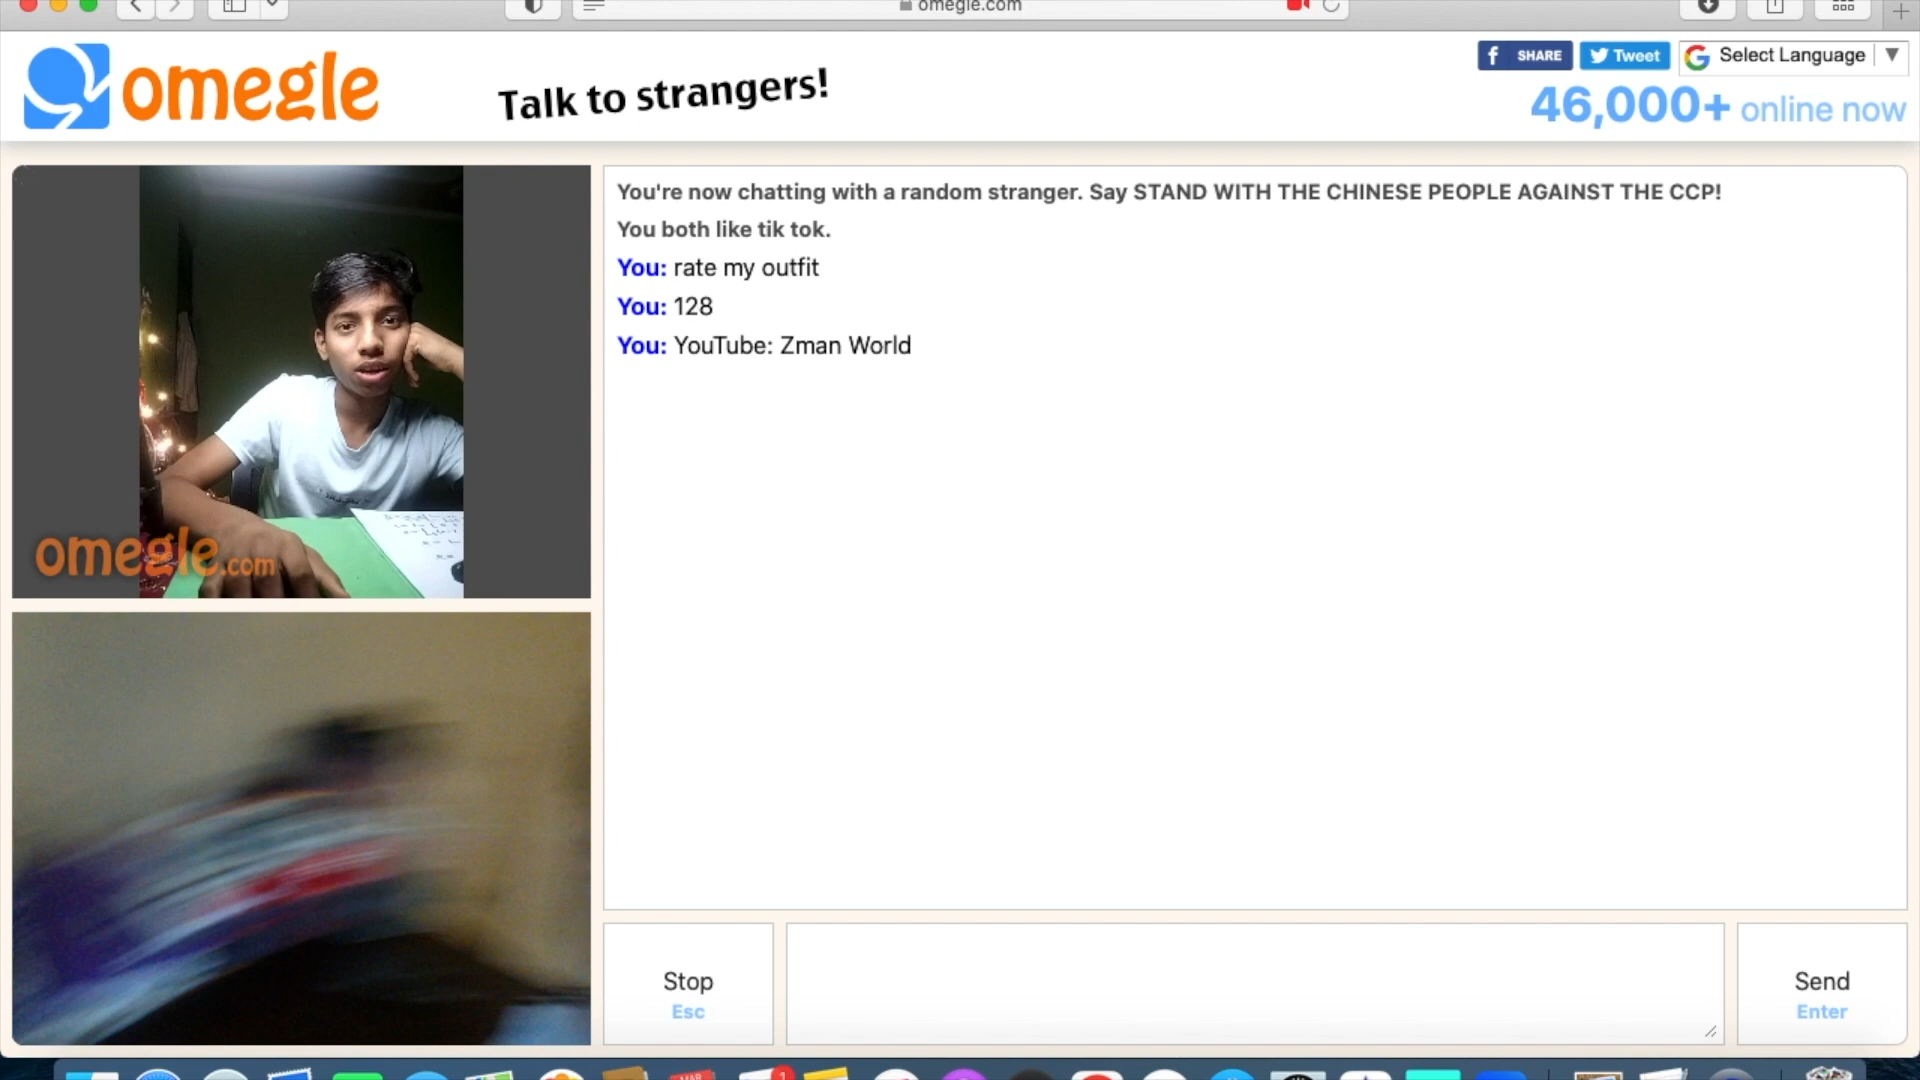 omegle.com
omegle
Talk to strangers!
SHARE
Tweet
Select Language
46,000+ online now
You're now chatting with a random stranger. Say STAND WITH THE CHINESE PEOPLE AGAINST THE CCP!
You both like tik tok.
You: rate my outfit
You: 128
You: YouTube: Zman World
omegle.com
Stop
Esc
Send
Enter
MAR
1